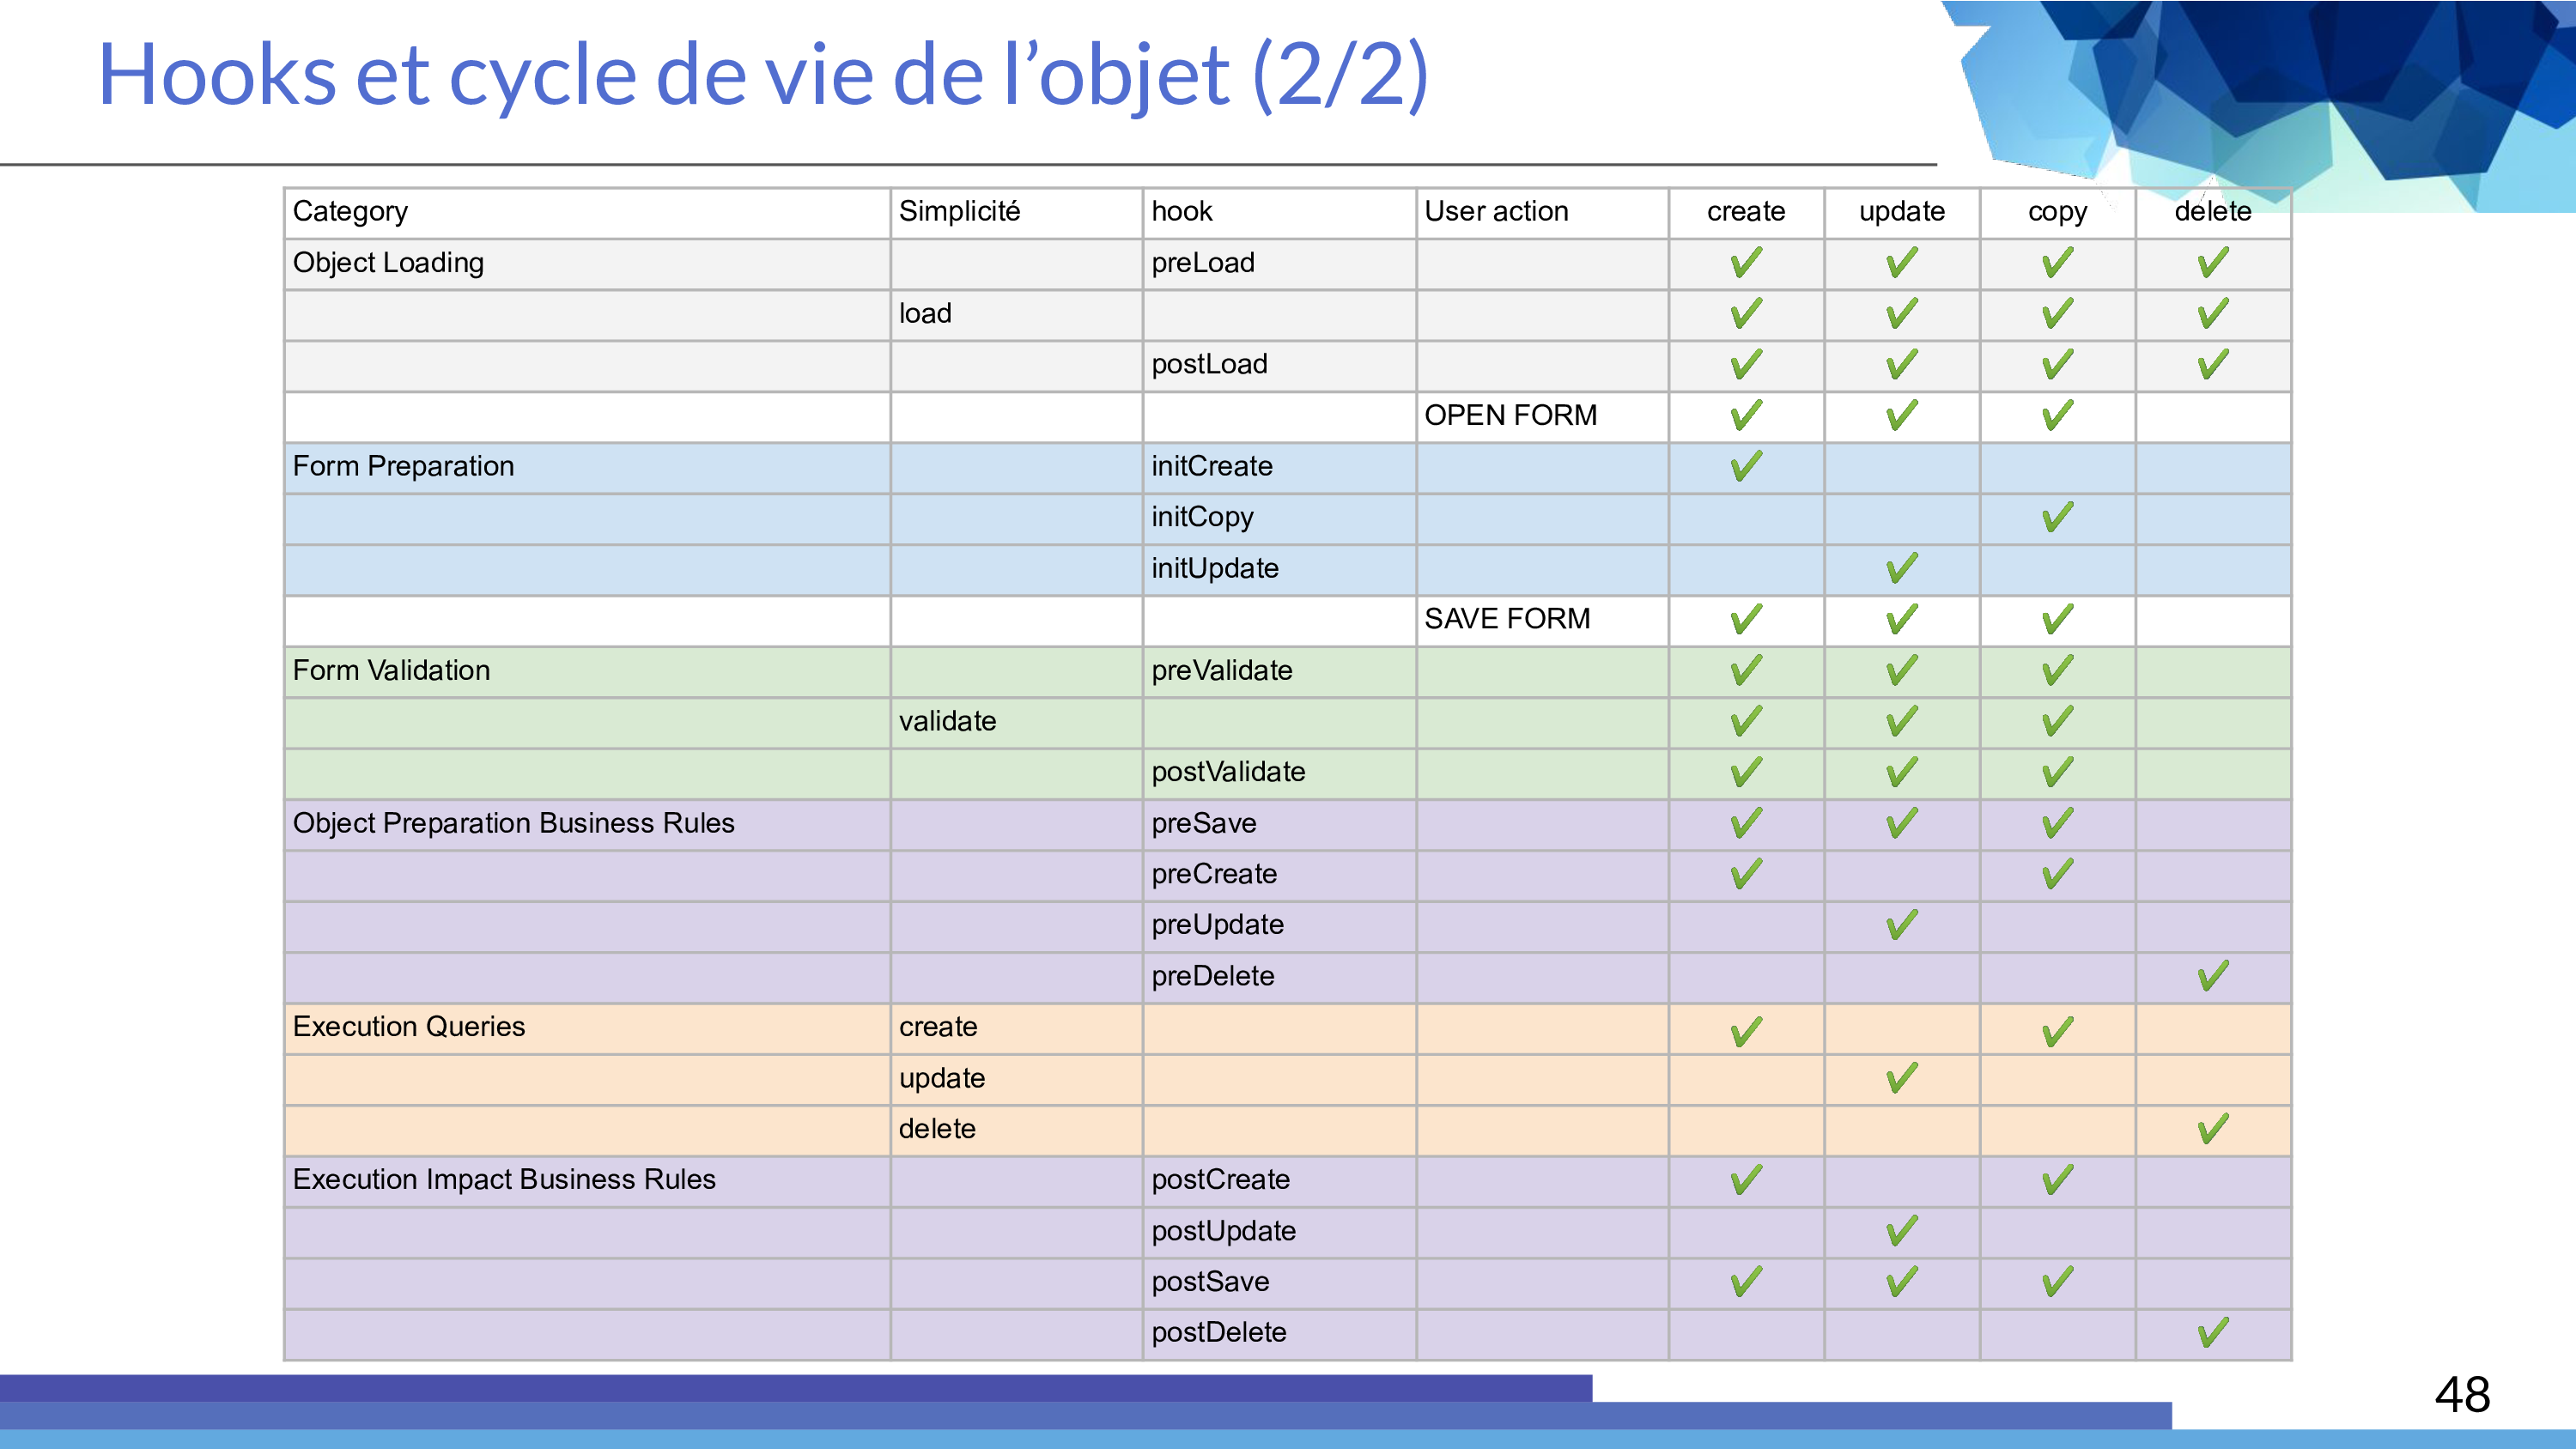 Hooks et cycle de vie de l’objet (2/2)
Category Simplicité hook User action create update copy delete
Object Loading preLoad ✔ ✔ ✔ ✔
load ✔ ✔ ✔ ✔
postLoad ✔ ✔ ✔ ✔
OPEN FORM ✔ ✔ ✔
Form Preparation initCreate ✔
initCopy ✔
initUpdate ✔
SAVE FORM ✔ ✔ ✔
Form Validation preValidate ✔ ✔ ✔
validate ✔ ✔ ✔
postValidate ✔ ✔ ✔
Object Preparation Business Rules preSave ✔ ✔ ✔
preCreate ✔ ✔
preUpdate ✔
preDelete ✔
Execution Queries create ✔ ✔
update ✔
delete ✔
Execution Impact Business Rules postCreate ✔ ✔
postUpdate ✔
postSave ✔ ✔ ✔
postDelete ✔
48